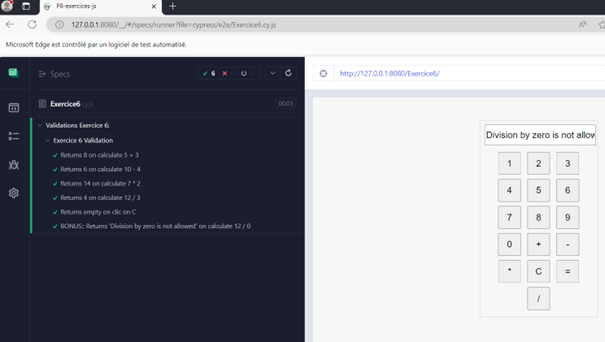 P8-exercices-js
127.0.0.1:8080/__/#/specs/runner?file=cypress/e2e/Exercice6.cy.js
Microsoft Edge est contrôlé par un logiciel de test automatisé.
Specs
6
http://127.0.0.1:8080/Exercice6/
Exercice6 .cy.js
00:03
Validations Exercice 6:
Exercice 6 Validation
Returns 8 on calculate 5 + 3
Returns 6 on calculate 10 - 4
Returns 14 on calculate 7 * 2
Returns 4 on calculate 12 / 3
Returns empty on clic on C
BONUS: Returns 'Division by zero is not allowed' on calculate 12 / 0
Division by zero is not allow
1 2 3
4 5 6
7 8 9
0 + -
* C =
/